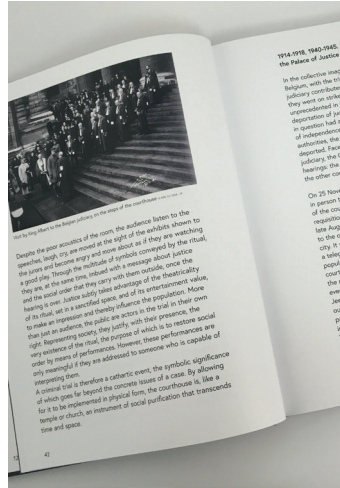 Visit by King Albert to the Belgian judiciary, on the steps of the courthouse
Despite the poor acoustics of the room, the audience listen to the
speeches, laugh, cry, are moved at the sight of the exhibits shown to
the jurors and become angry and move about as if they are watching
a good play. Through the multitude of symbols conveyed by the ritual,
they are, at the same time, imbued with a message about justice
and the social order that they carry with them outside, once the
hearing is over. Justice subtly takes advantage of the theatricality
of its ritual, set in a sanctified space, and of its entertainment value,
to make an impression and thereby influence the population. More
than just an audience, the public are actors in the trial in their own
right. Representing society, they justify, with their presence, the
very existence of the ritual, the purpose of which is to restore social
order by means of performances. However, these performances are
only meaningful if they are addressed to someone who is capable of
interpreting them.
A criminal trial is therefore a cathartic event, the symbolic significance
of which goes far beyond the concrete issues of a case. By allowing
for it to be implemented in physical form, the courthouse is, like a
temple or church, an instrument of social purification that transcends
time and space.
42
12
1914-1918, 1940-1945,
the Palace of Justice
In the collective imag
Belgium, with the tri
judiciary contribute
they went on strike
unprecedented in
deportation of ju
in question had
of independence
authorities, the
deported. Face
judiciary, the
hearings: the
the other co
On 25 Nove
in person
of the cou
requisitio
late Augu
to the
city. It
a teleg
popul
court
the
eve
Jee
ou